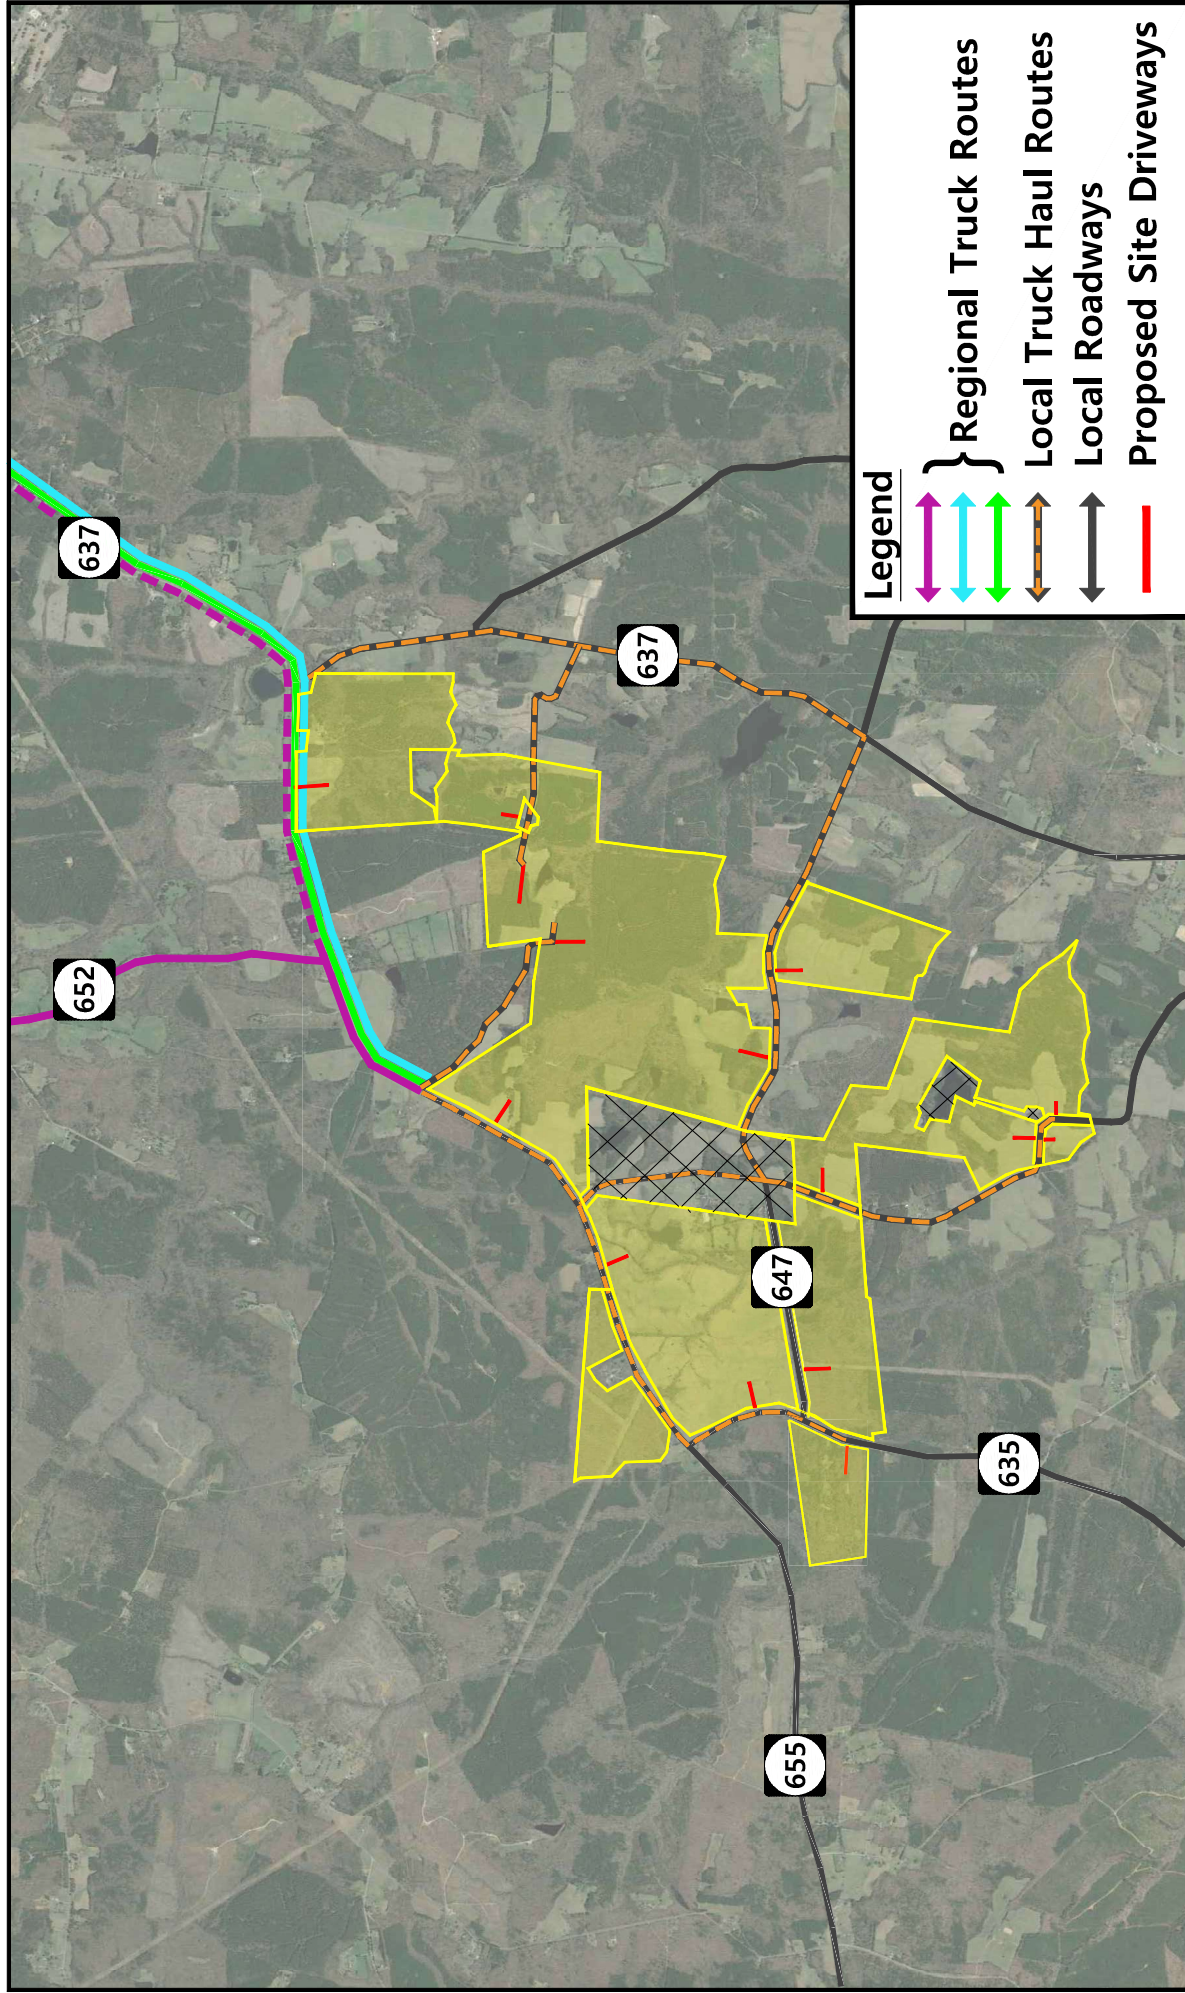 637
652
637
647
635
655
Legend
Regional Truck Routes
Local Truck Haul Routes
Local Roadways
Proposed Site Driveways